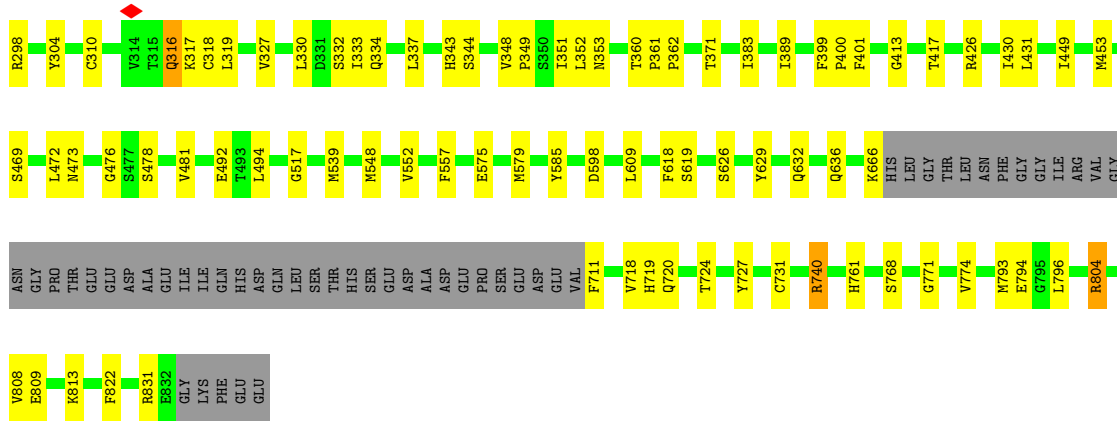 R298 Y304 C310 V314 T315 Q316 K317 C318 L319 V327 L330 D331 S332 I333 Q334 L337 H343 S344 V348 P349 S350 I351 L352 N353 T360 P361 P362 T371 I383 I389 F399 P400 F401 G413 T417 R426 I430 L431 I449 M453
S469 L472 N473 G476 S477 S478 V481 E492 T493 L494 G517 M539 M548 V552 F557 E575 M579 Y585 D598 L609 F618 S619 S626 Y629 Q632 Q636 K666 HIS LEU GLY THR LEU ASN PHE GLY GLY ILE ARG VAL GLY
ASN GLY PRO THR GLU GLU ASP ALA GLU ILE ILE GLN HIS ASP GLN LEU SER THR HIS SER GLU ASP ALA ASP GLU PRO SER GLU ASP GLU VAL F711 V718 H719 Q720 T724 Y727 C731 R740 H761 S768 G771 V774 M793 E794 G795 L796 R804
V808 E809 K813 F822 R831 E832 GLY LYS PHE GLU GLU